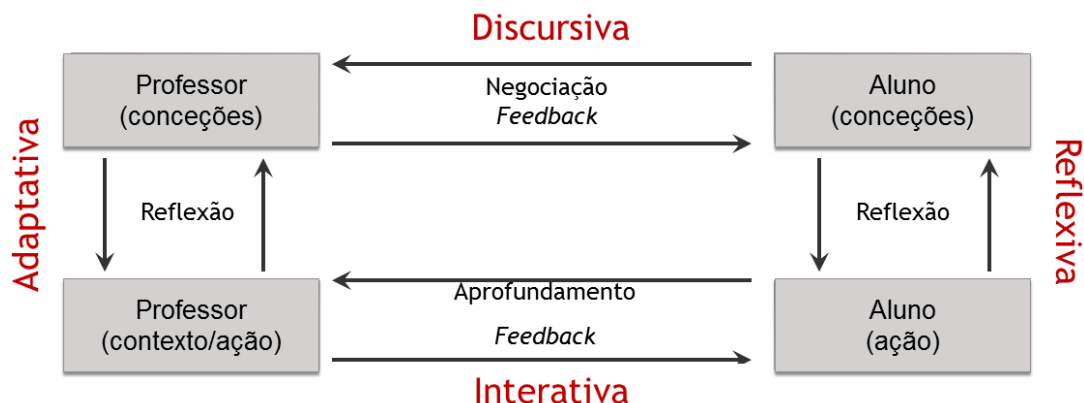 Discursiva
Professor
(conceções)
Negociação
Feedback
Aluno
(conceções)
Adaptativa
Reflexão
Reflexão
Reflexiva
Professor
(contexto/ação)
Aprofundamento
Feedback
Aluno
(ação)
Interativa